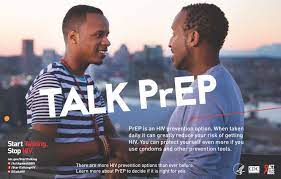 TALK PrEP
PrEP is an HIV prevention option. When taken
daily it can greatly reduce your risk of getting
HIV. You can protect yourself even more if you
use condoms and other prevention tools.
Start Talking.
Stop HIV.
There are more HIV prevention options than ever before.
Learn more about PrEP to decide if it is right for you.